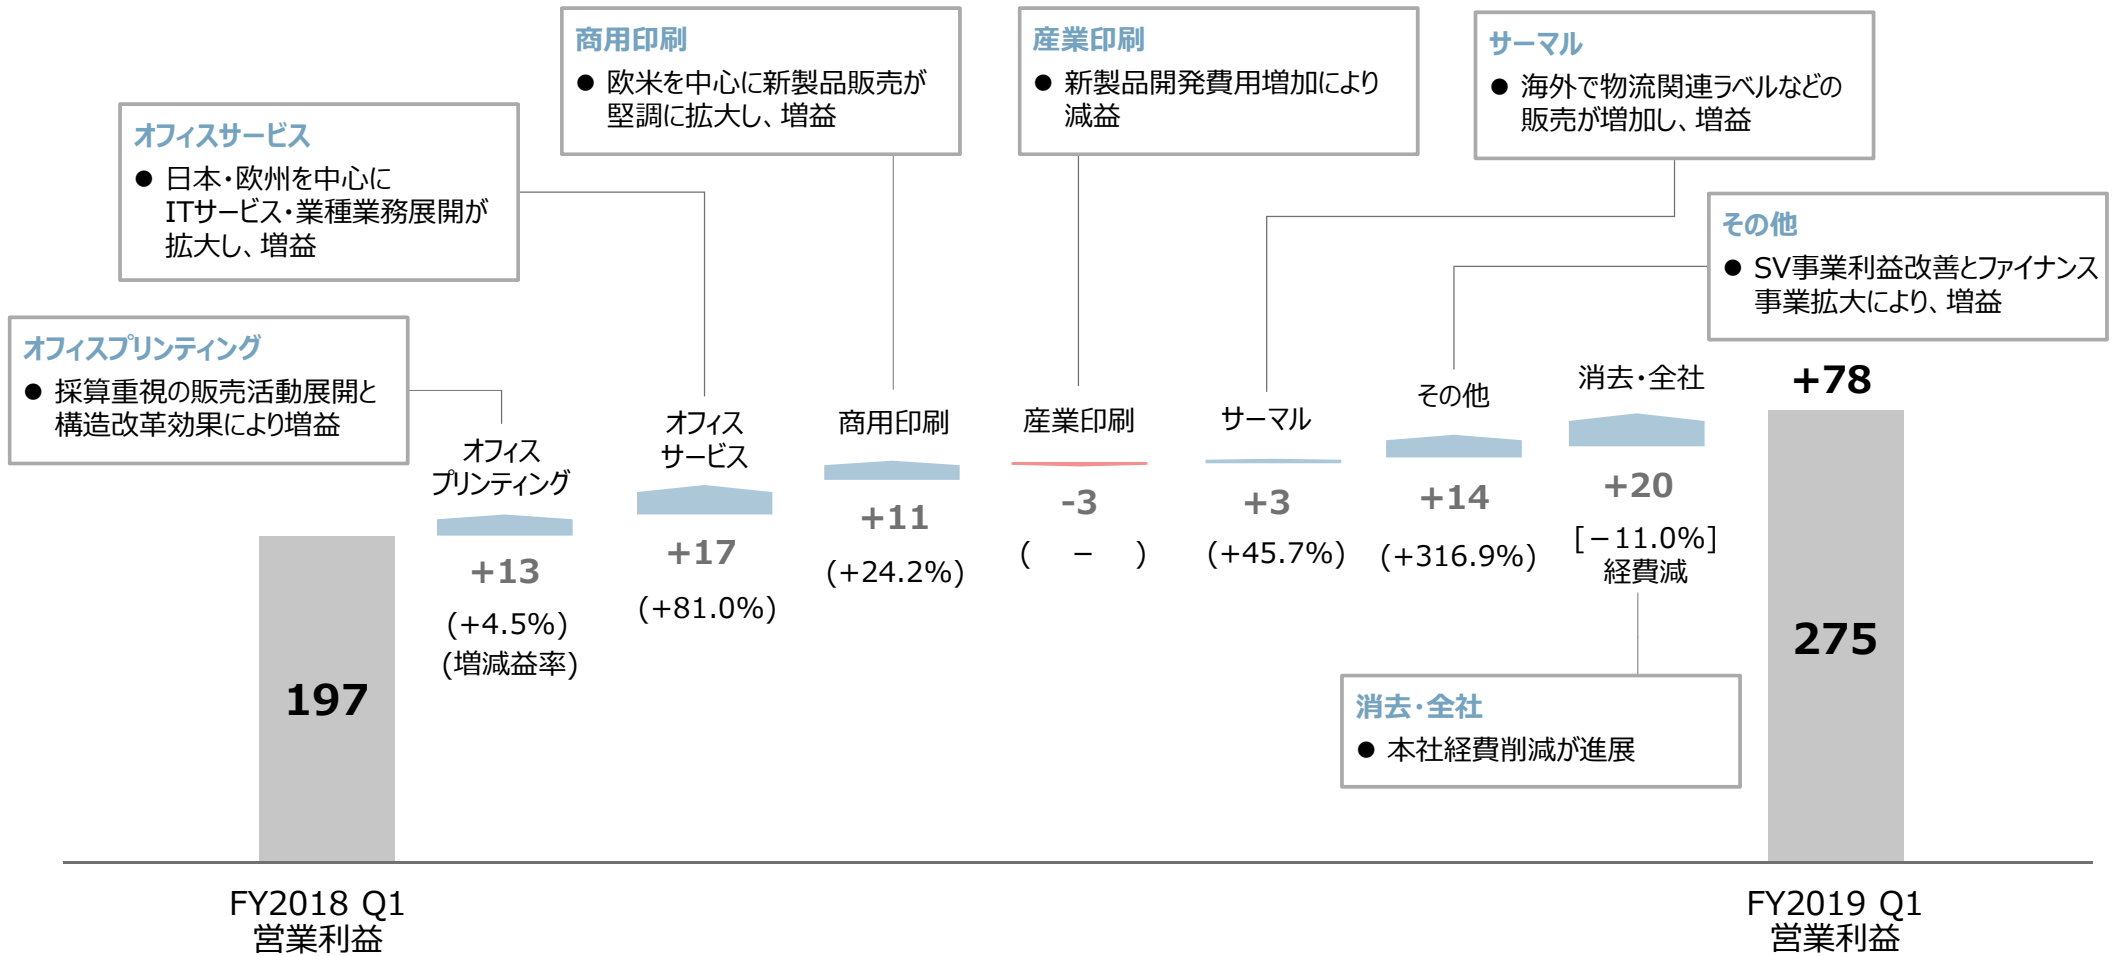 商用印刷
● 欧米を中心に新製品販売が
堅調に拡大し、増益
産業印刷
● 新製品開発費用増加により
減益
サーマル
● 海外で物流関連ラベルなどの
販売が増加し、増益
オフィスサービス
● 日本・欧州を中心に
ITサービス・業種業務展開が
拡大し、増益
その他
● SV事業利益改善とファイナンス
事業拡大により、増益
オフィスプリンティング
● 採算重視の販売活動展開と
構造改革効果により増益
オフィス
プリンティング
+13
(+4.5%)
(増減益率)
オフィス
サービス
+17
(+81.0%)
商用印刷
+11
(+24.2%)
産業印刷
-3
( － )
サーマル
+3
(+45.7%)
その他
+14
(+316.9%)
消去・全社
+20
[－11.0%]
経費減
+78
197
275
消去・全社
● 本社経費削減が進展
FY2018 Q1
営業利益
FY2019 Q1
営業利益